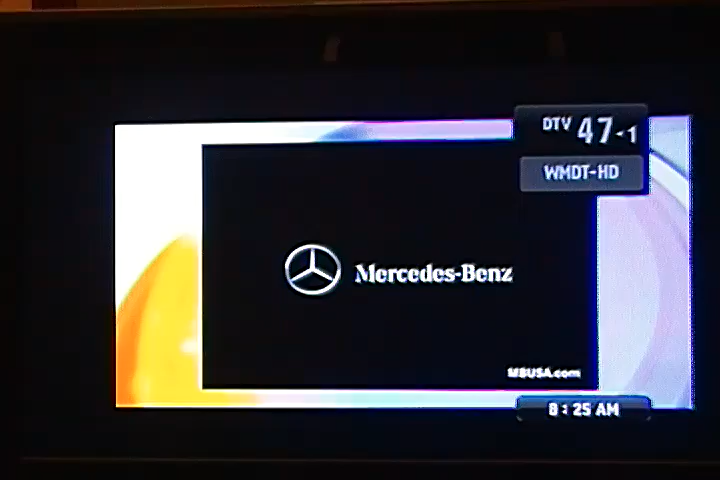 DTV 47-1
WMDT-HD
Mercedes-Benz
MBUSA.com
8:25 AM